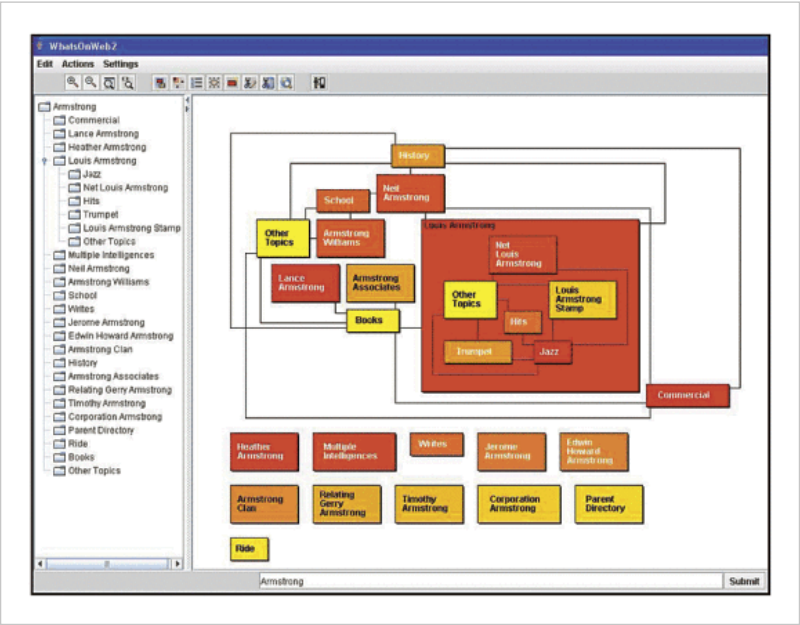 WhatsOnWeb2
Edit Actions Settings
Armstrong
Commercial
Lance Armstrong
Heather Armstrong
Louis Armstrong
Jazz
Net Louis Armstrong
Hits
Trumpet
Louis Armstrong Stamp
Other Topics
Multiple Intelligences
Neil Armstrong
Armstrong Williams
School
Writes
Jerome Armstrong
Edwin Howard Armstrong
Armstrong Clan
History
Armstrong Associates
Relating Gerry Armstrong
Timothy Armstrong
Corporation Armstrong
Parent Directory
Ride
Books
Other Topics
History
Neil
Armstrong
School
Other
Topics
Armstrong
Williams
Lance
Armstrong
Armstrong
Associates
Books
Louis Armstrong
Net
Louis
Armstrong
Other
Topics
Louis
Armstrong
Stamp
Hits
Trumpet
Jazz
Commercial
Heather
Armstrong
Multiple
Intelligences
Writes
Jerome
Armstrong
Edwin
Howard
Armstrong
Armstrong
Clan
Relating
Gerry
Armstrong
Timothy
Armstrong
Corporation
Armstrong
Parent
Directory
Ride
Armstrong
Submit